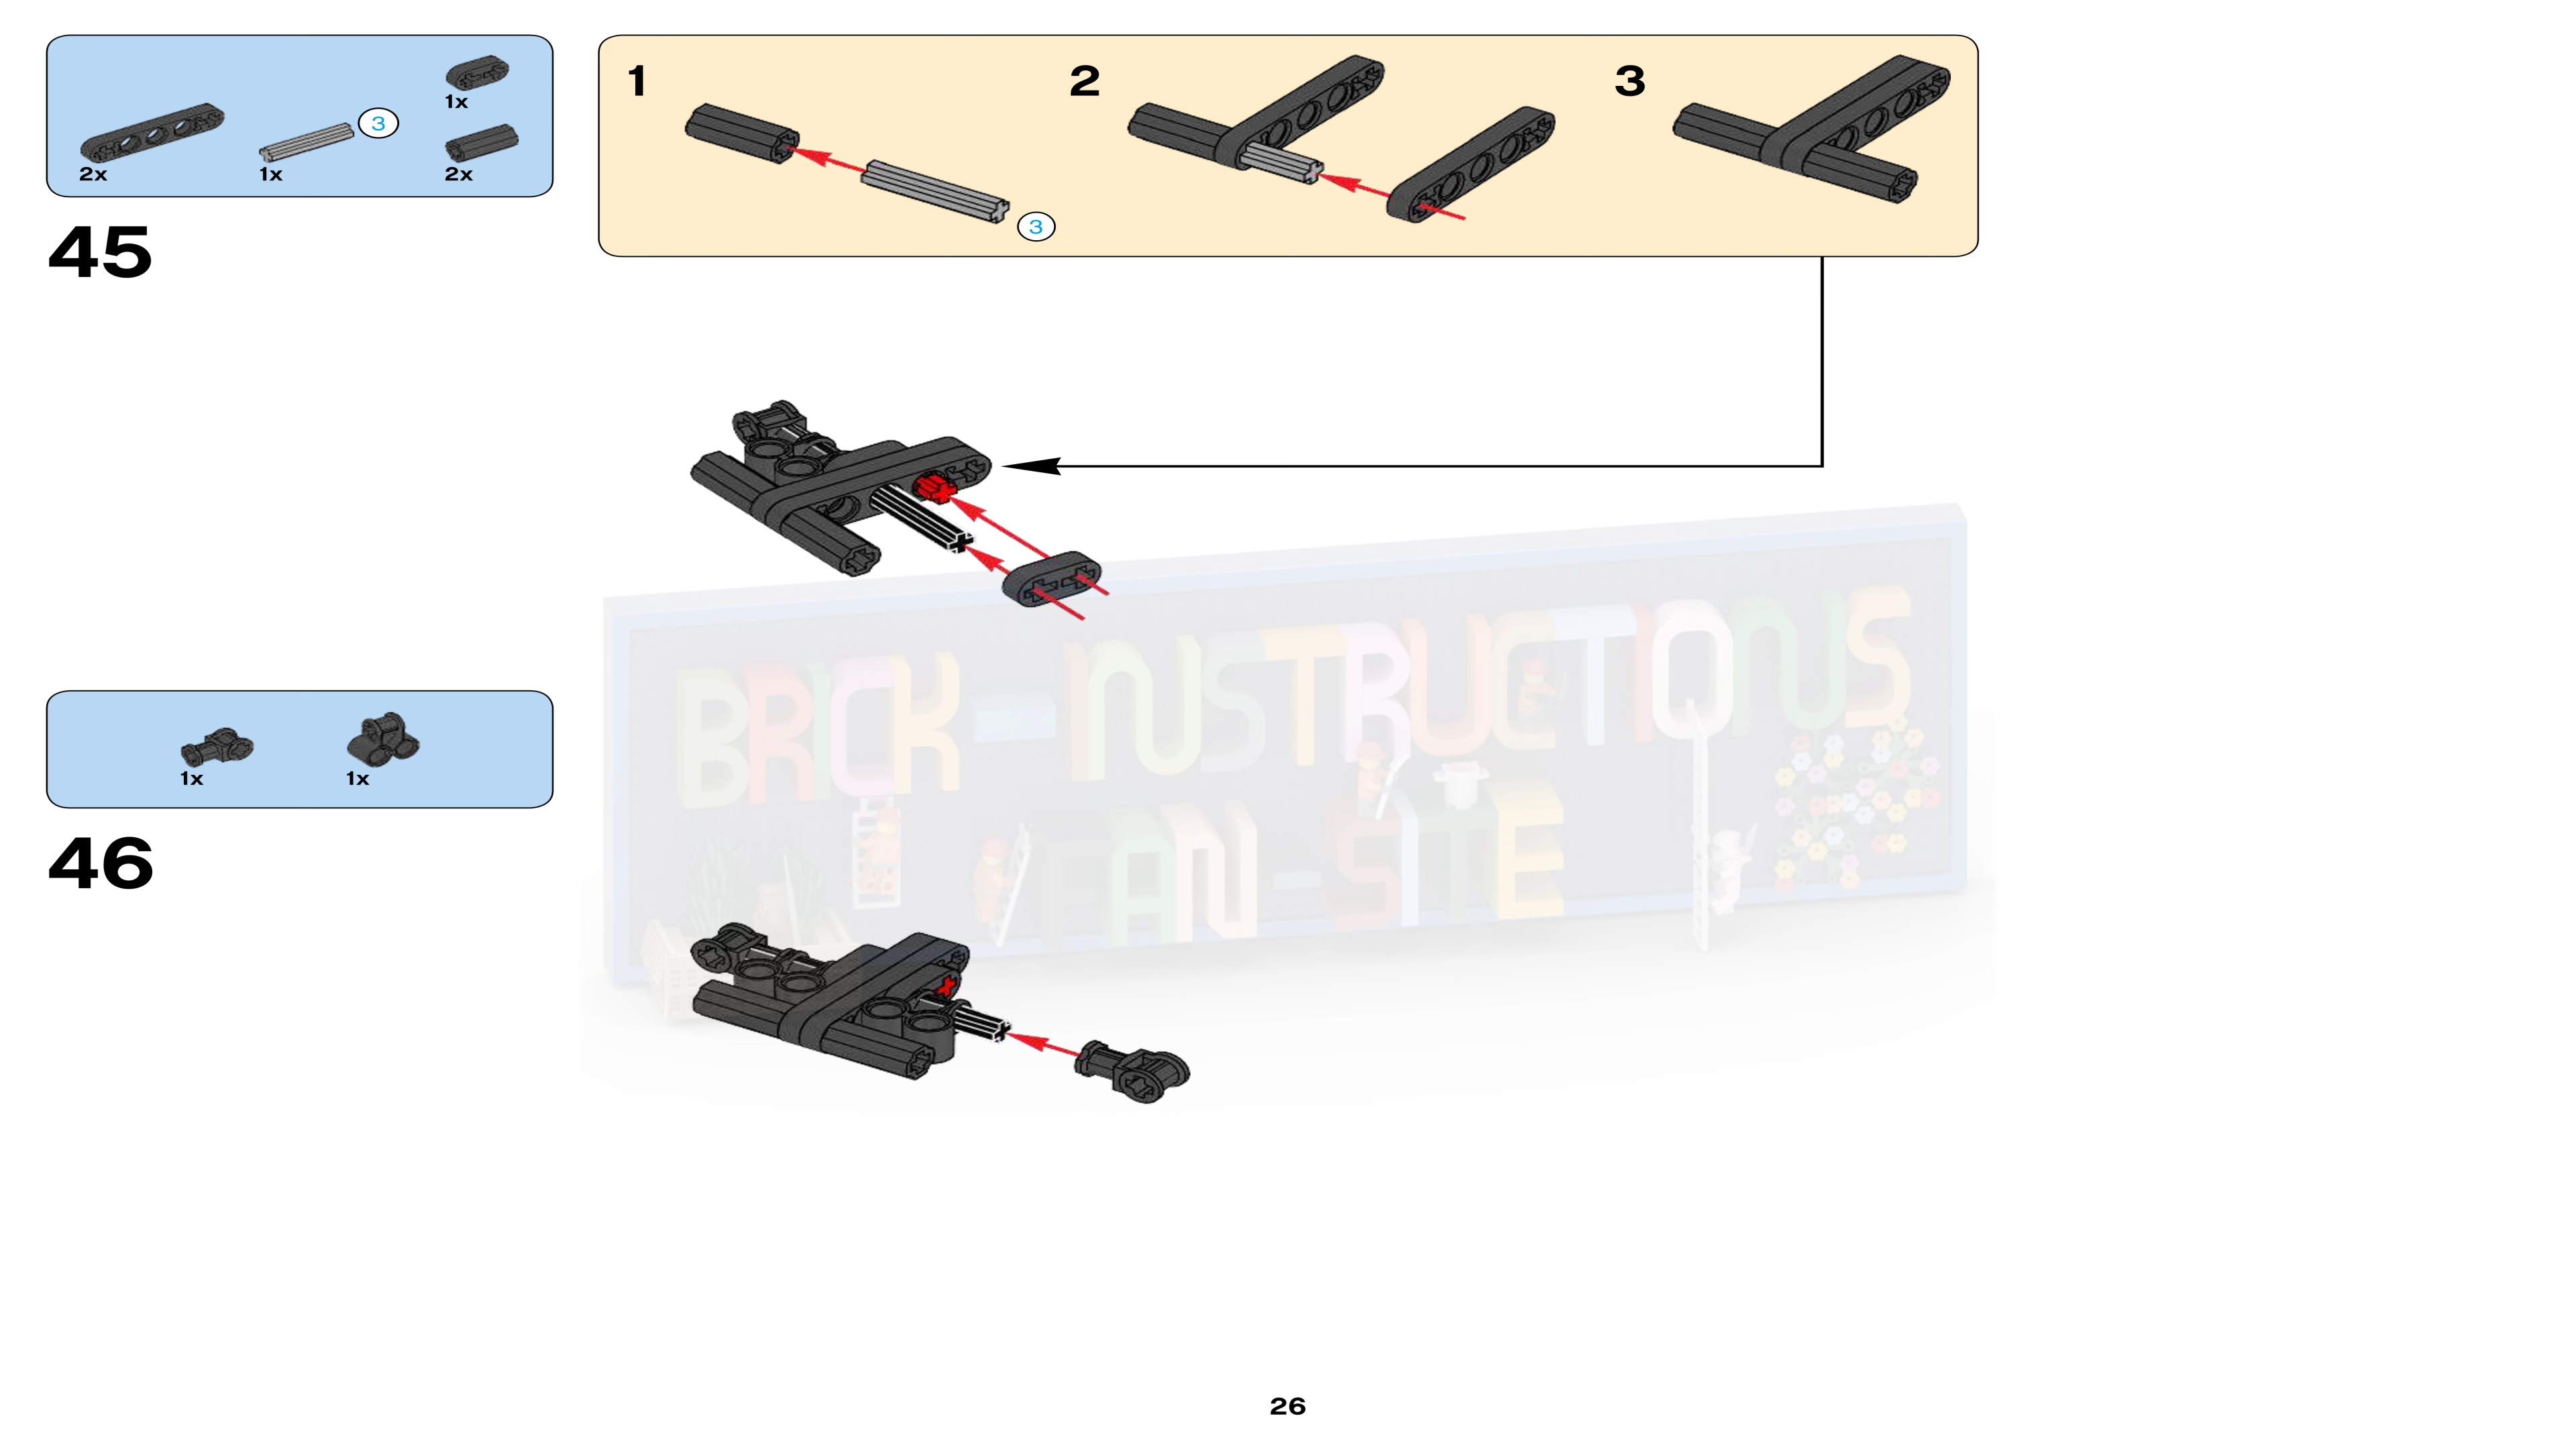 1x
3
2x
1x
2x
45
1
2
3
3
1x
1x
46
BRICK-INSTRUCTIONS
FAN-SITE
26